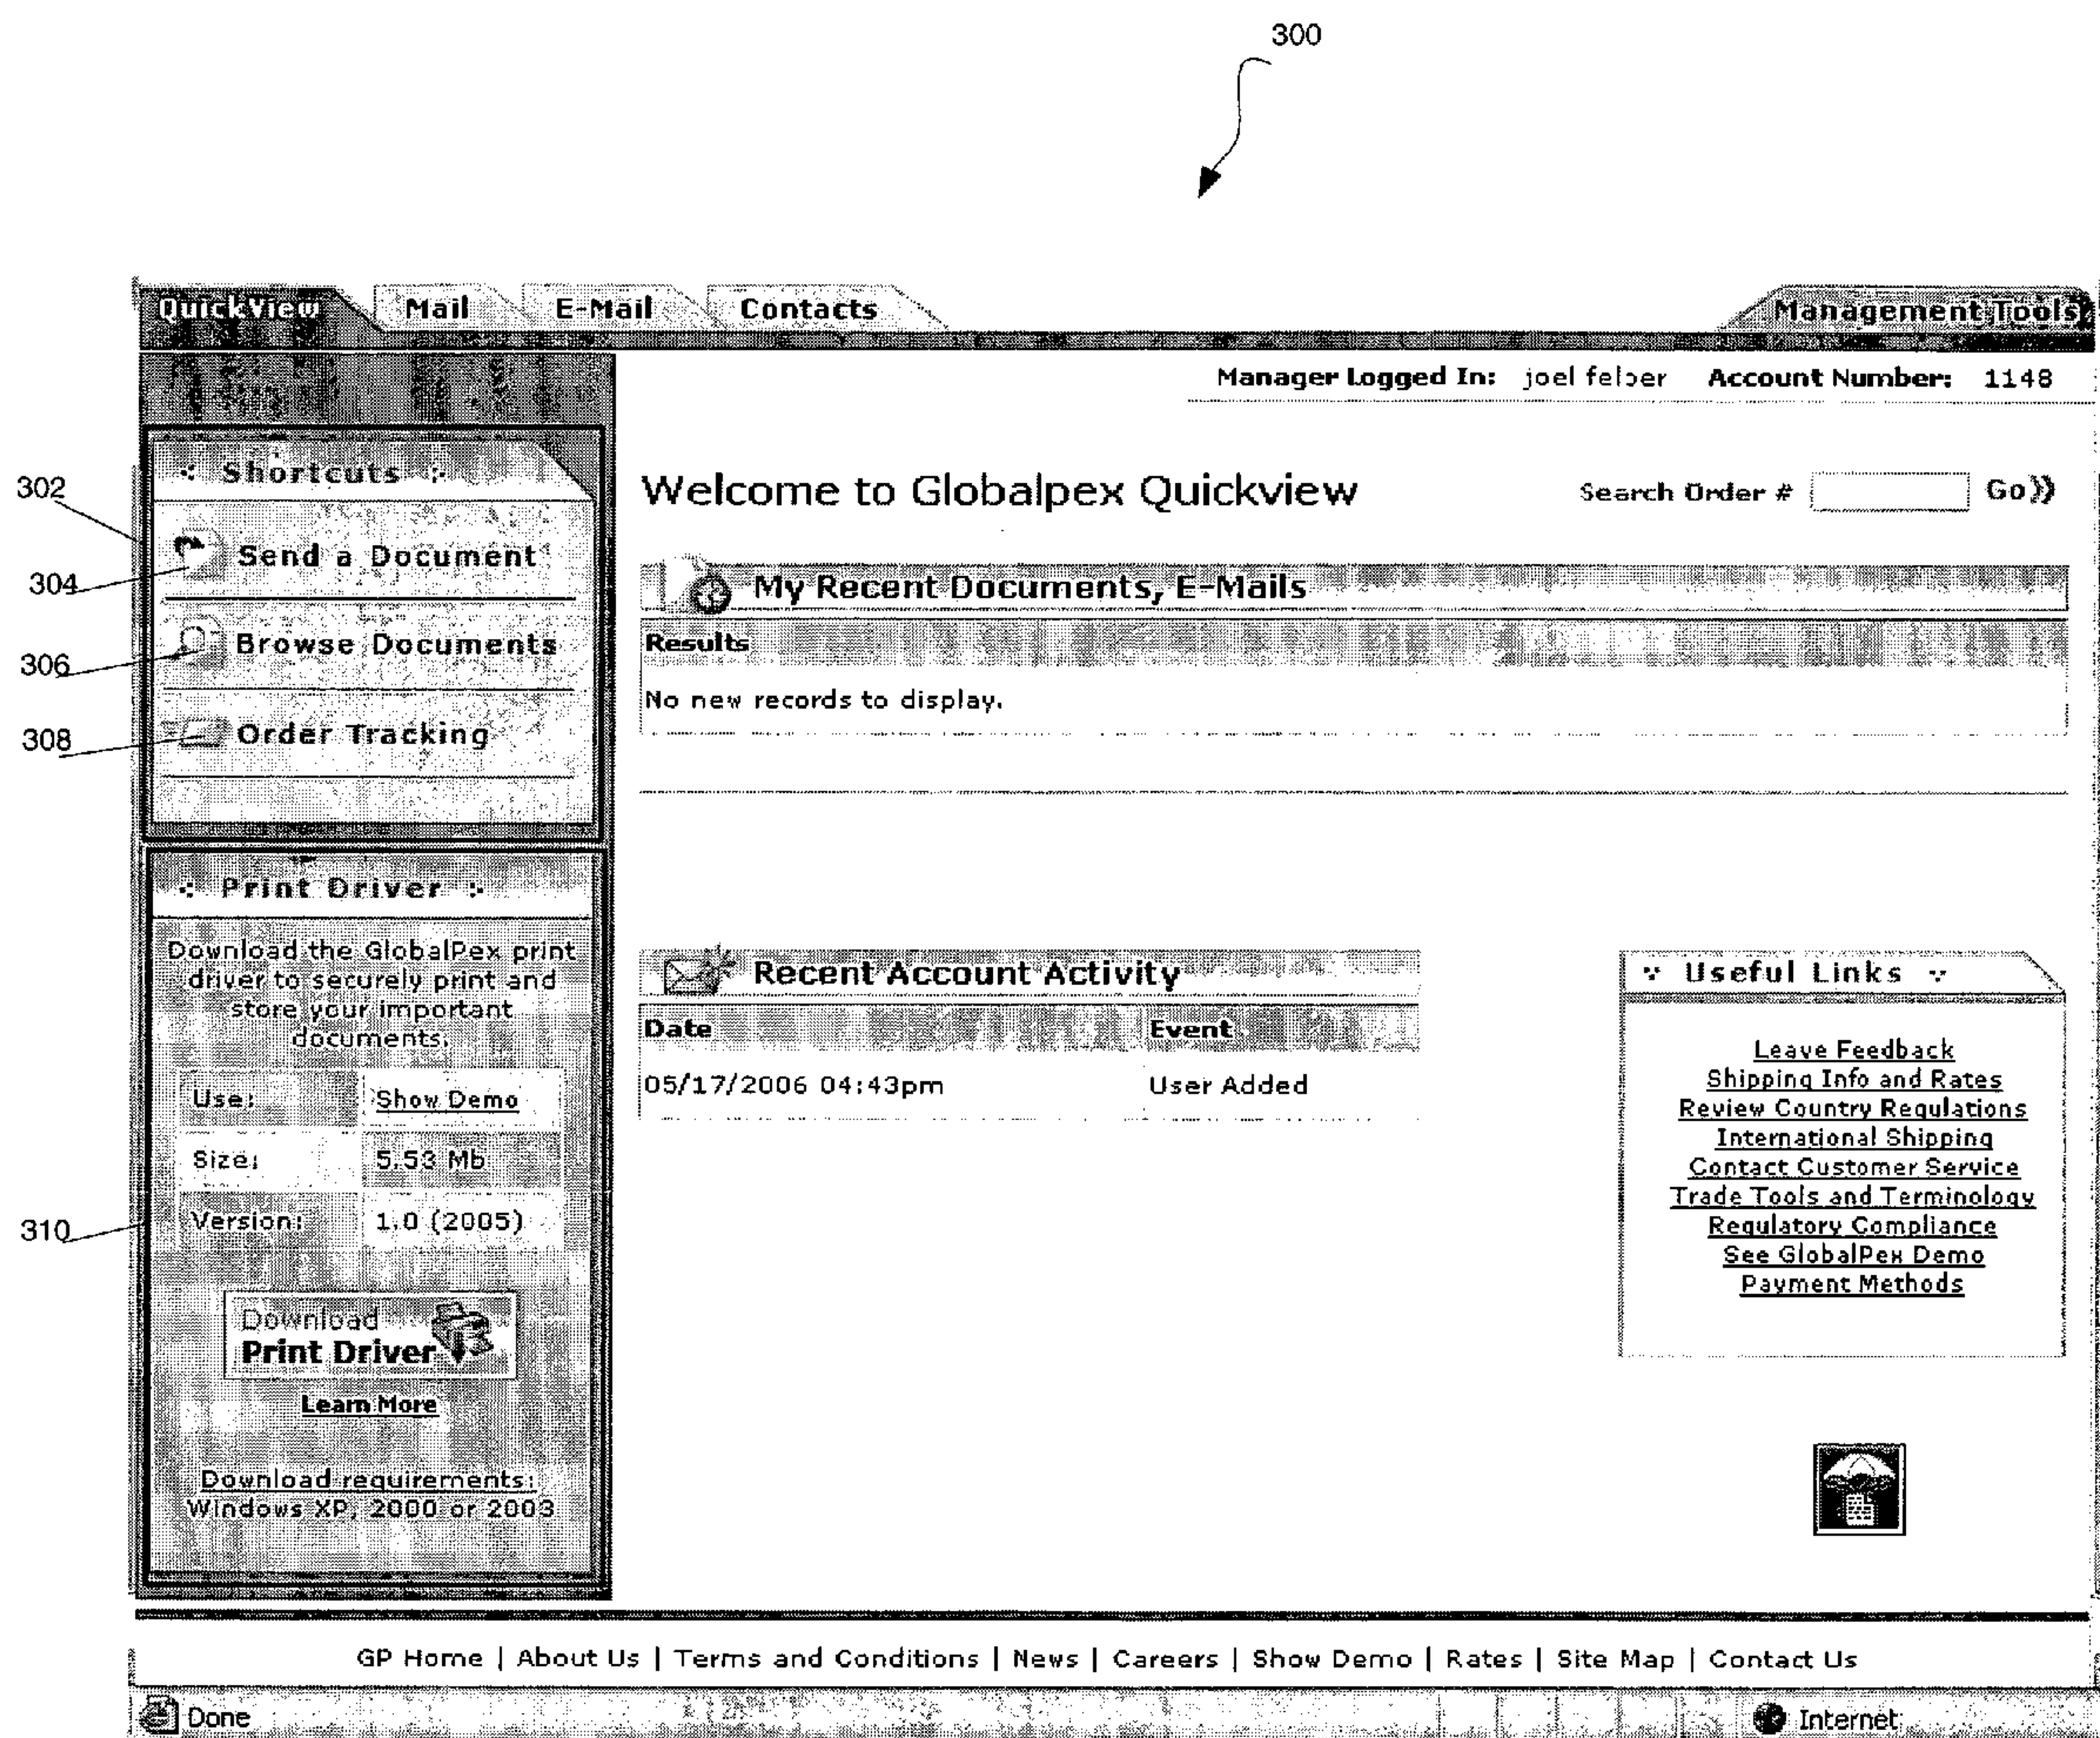 300
QuickView Mail E-Mail Contacts Management Tools
Manager Logged In: joel felber Account Number: 1148
302
Shortcuts
Welcome to Globalpex Quickview
Search Order # Go
304
Send a Document
My Recent Documents, E-Mails
306
Browse Documents
Results
308
Order Tracking
No new records to display.
Print Driver
Download the GlobalPex print
driver to securely print and
store your important
documents.
Recent Account Activity
Date Event
05/17/2006 04:43pm User Added
Useful Links
Leave Feedback
Shipping Info and Rates
Review Country Regulations
International Shipping
Contact Customer Service
Trade Tools and Terminology
Regulatory Compliance
See GlobalPex Demo
Payment Methods
Use: Show Demo
Size: 5.53 Mb
310
Version: 1.0 (2005)
Download
Print Driver
Learn More
Download requirements:
Windows XP, 2000 or 2003
GP Home | About Us | Terms and Conditions | News | Careers | Show Demo | Rates | Site Map | Contact Us
Done Internet